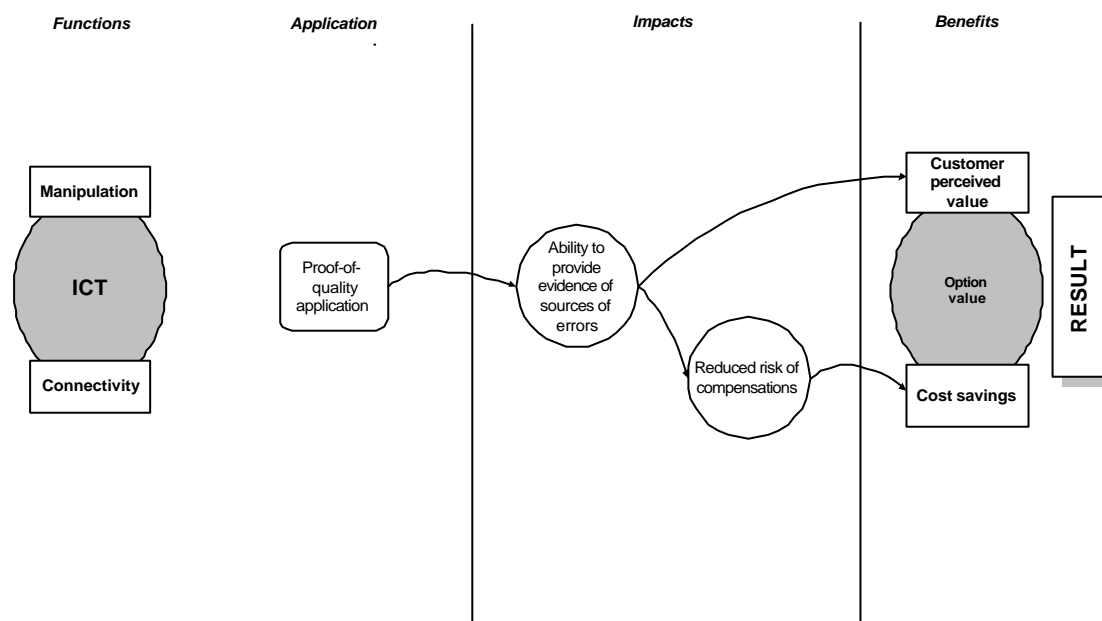 Functions
Application
Impacts
Benefits
.
Manipulation
ICT
Connectivity
Proof-of-
quality
application
Ability to
provide
evidence of
sources of
errors
Reduced risk of
compensations
Customer
perceived
value
Option
value
Cost savings
RESULT